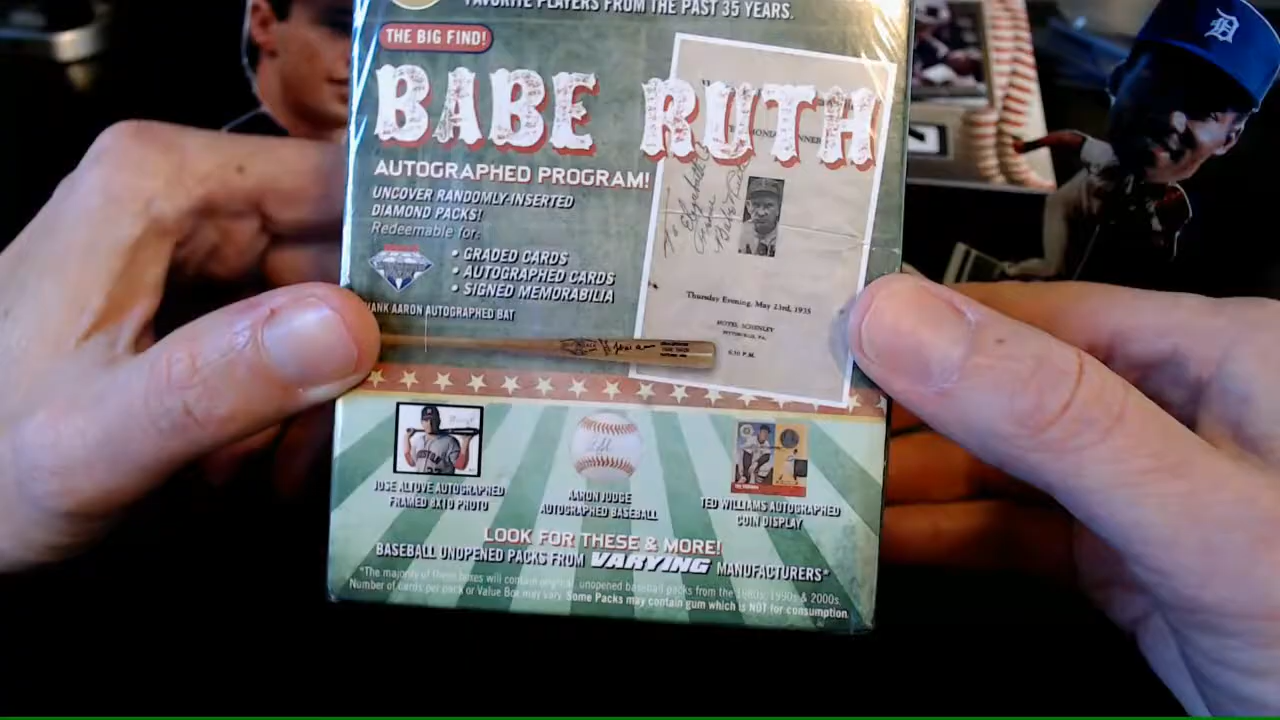 FAVORITE PLAYERS FROM THE PAST 35 YEARS.
THE BIG FIND!
BABE RUTH
AUTOGRAPHED PROGRAM!
UNCOVER RANDOMLY-INSERTED
DIAMOND PACKS!
Redeemable for:
• GRADED CARDS
• AUTOGRAPHED CARDS
• SIGNED MEMORABILIA
ANK AARON AUTOGRAPHED BAT
To Elizabeth
Babe Ruth
Thursday Evening, May 23rd, 1935
HOTEL SCHENLEY
PITTSBURGH, PA.
6:30 P.M.
JOSE ALTUVE AUTOGRAPHED
FRAMED 8X10 PHOTO
AARON JUDGE
AUTOGRAPHED BASEBALL
TED WILLIAMS AUTOGRAPHED
COIN DISPLAY
LOOK FOR THESE & MORE!
BASEBALL UNOPENED PACKS FROM VARYING MANUFACTURERS*
*The majority of these boxes will contain original, unopened baseball packs from the 1980s, 1990s & 2000s.
Number of cards per pack or Value Box may vary. Some Packs may contain gum which is NOT for consumption.
D